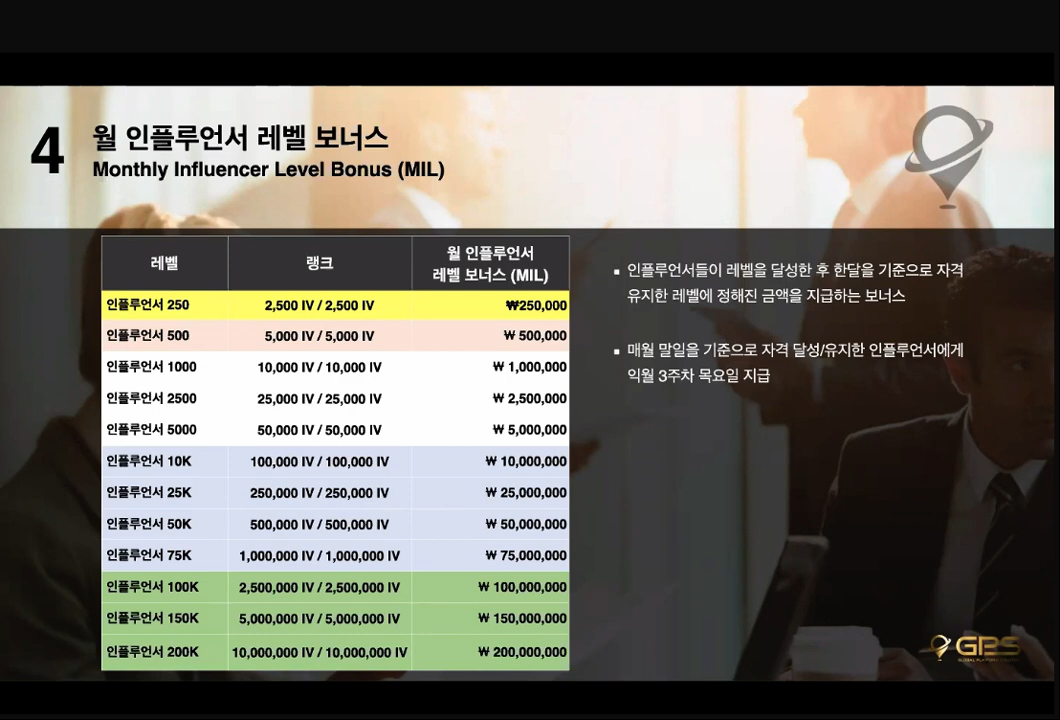 4
월 인플루언서 레벨 보너스
Monthly Influencer Level Bonus (MIL)
레벨 랭크 월 인플루언서 레벨 보너스 (MIL)
인플루언서 250 2,500 IV / 2,500 IV ₩250,000
인플루언서 500 5,000 IV / 5,000 IV ₩ 500,000
인플루언서 1000 10,000 IV / 10,000 IV ₩ 1,000,000
인플루언서 2500 25,000 IV / 25,000 IV ₩ 2,500,000
인플루언서 5000 50,000 IV / 50,000 IV ₩ 5,000,000
인플루언서 10K 100,000 IV / 100,000 IV ₩ 10,000,000
인플루언서 25K 250,000 IV / 250,000 IV ₩ 25,000,000
인플루언서 50K 500,000 IV / 500,000 IV ₩ 50,000,000
인플루언서 75K 1,000,000 IV / 1,000,000 IV ₩ 75,000,000
인플루언서 100K 2,500,000 IV / 2,500,000 IV ₩ 100,000,000
인플루언서 150K 5,000,000 IV / 5,000,000 IV ₩ 150,000,000
인플루언서 200K 10,000,000 IV / 10,000,000 IV ₩ 200,000,000
▪ 인플루언서들이 레벨을 달성한 후 한달을 기준으로 자격
유지한 레벨에 정해진 금액을 지급하는 보너스
▪ 매월 말일을 기준으로 자격 달성/유지한 인플루언서에게
익월 3주차 목요일 지급
GBS